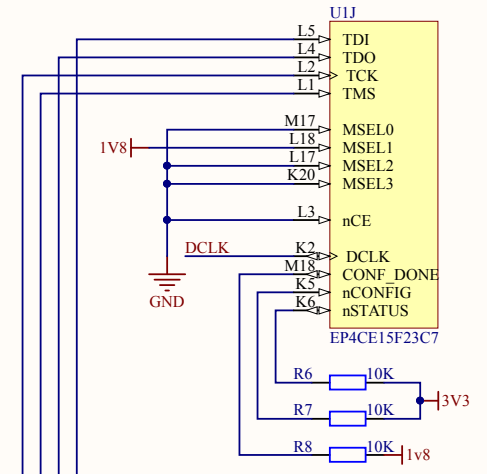 U1J
L5 TDI
L4 TDO
L2 TCK
L1 TMS
M17 MSEL0
1V8 L18 MSEL1
L17 MSEL2
K20 MSEL3
L3 nCE
DCLK K2 DCLK
M18 CONF_DONE
GND K5 nCONFIG
K6 nSTATUS
EP4CE15F23C7
R6 10K
3V3
R7 10K
R8 10K 1v8